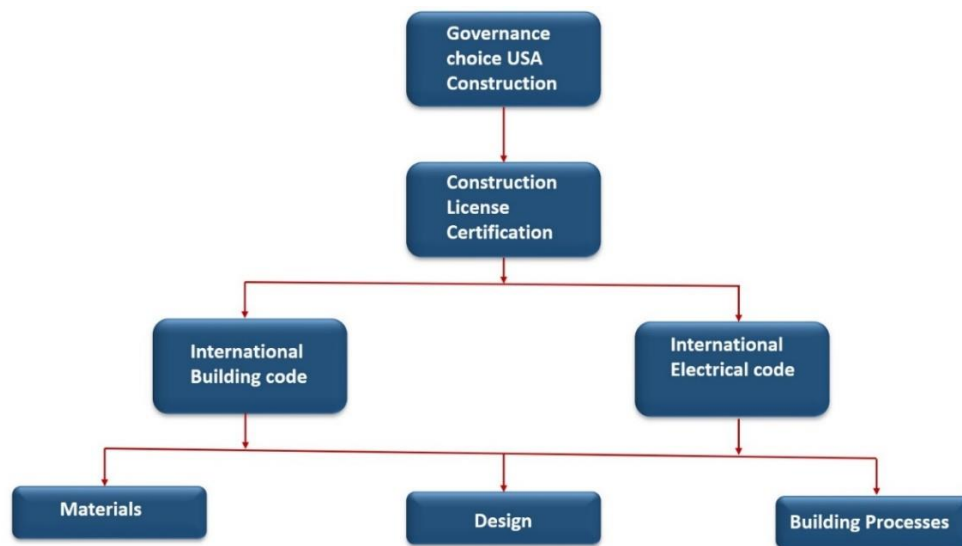 Governance
choice USA
Construction
Construction
License
Certification
International
Building code
International
Electrical code
Materials
Design
Building Processes